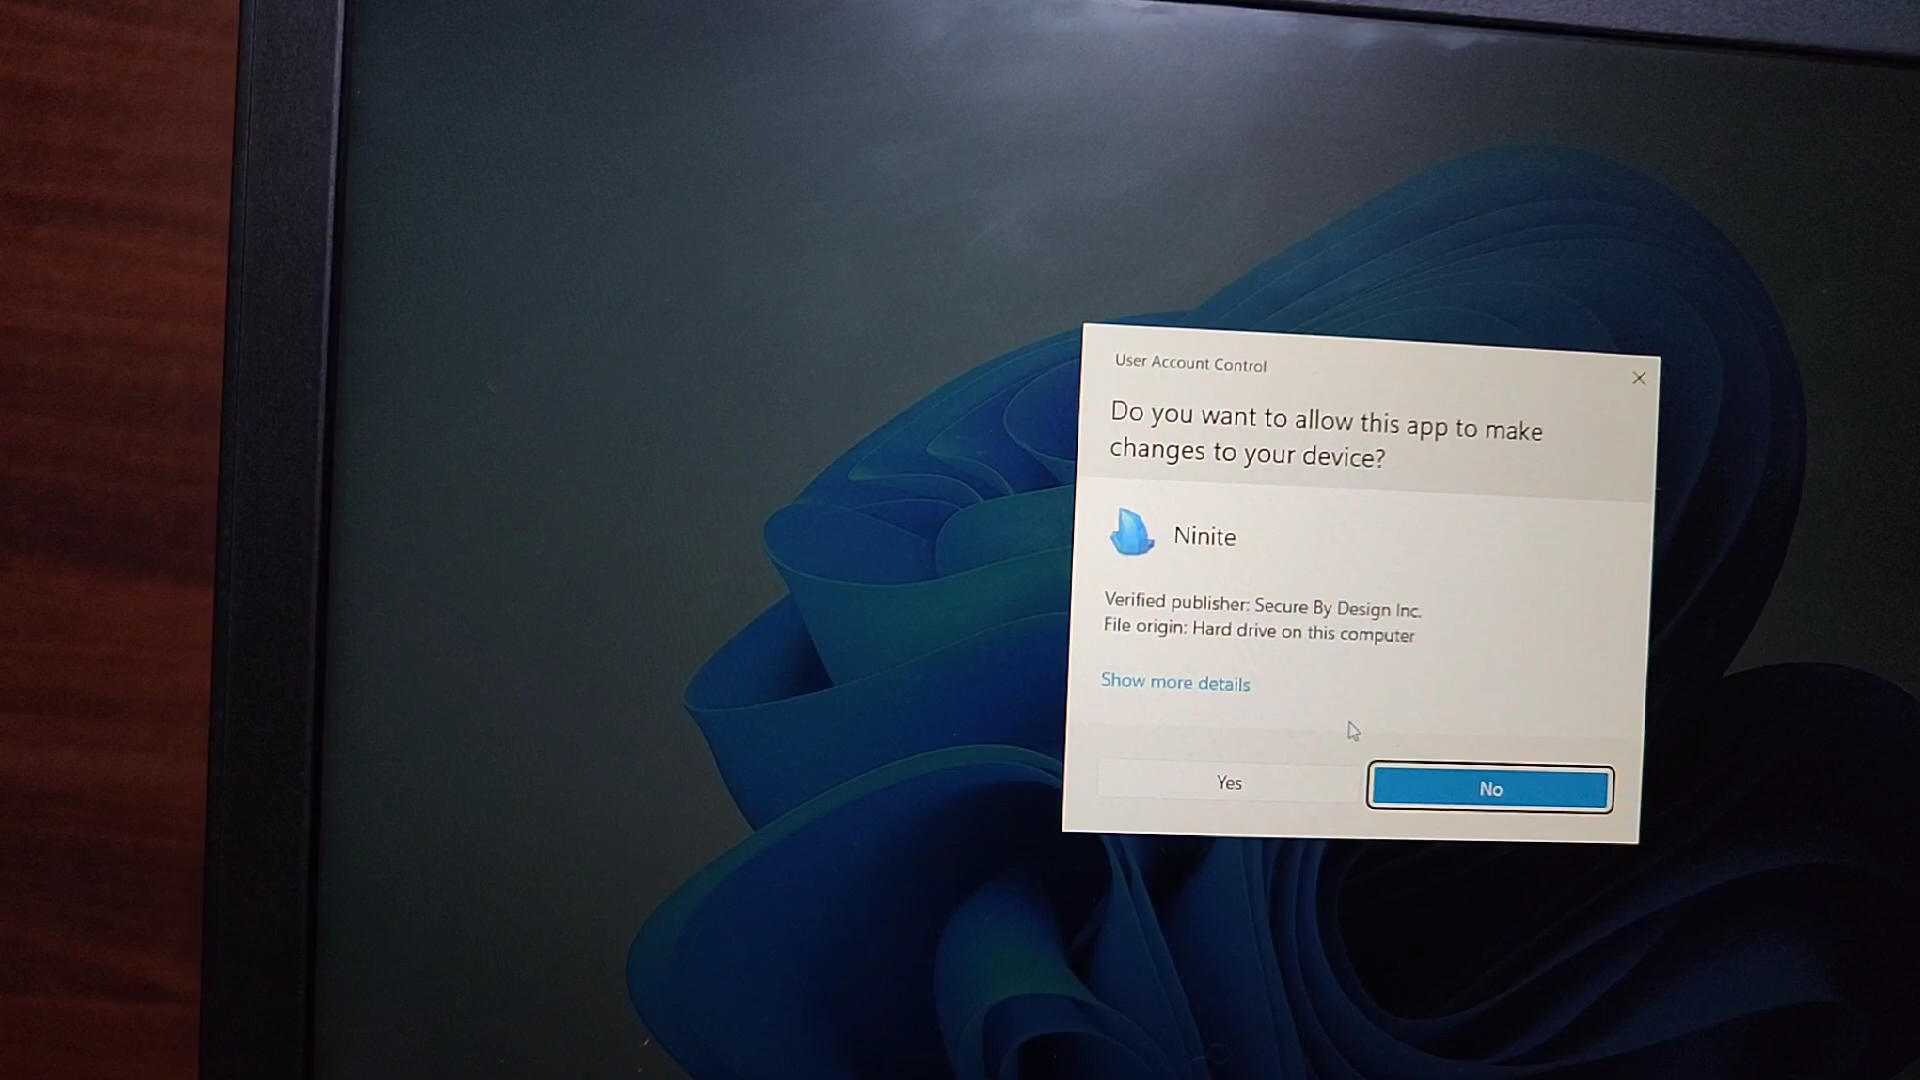 User Account Control
Do you want to allow this app to make
changes to your device?
Ninite
Verified publisher: Secure By Design Inc.
File origin: Hard drive on this computer
Show more details
Yes
No